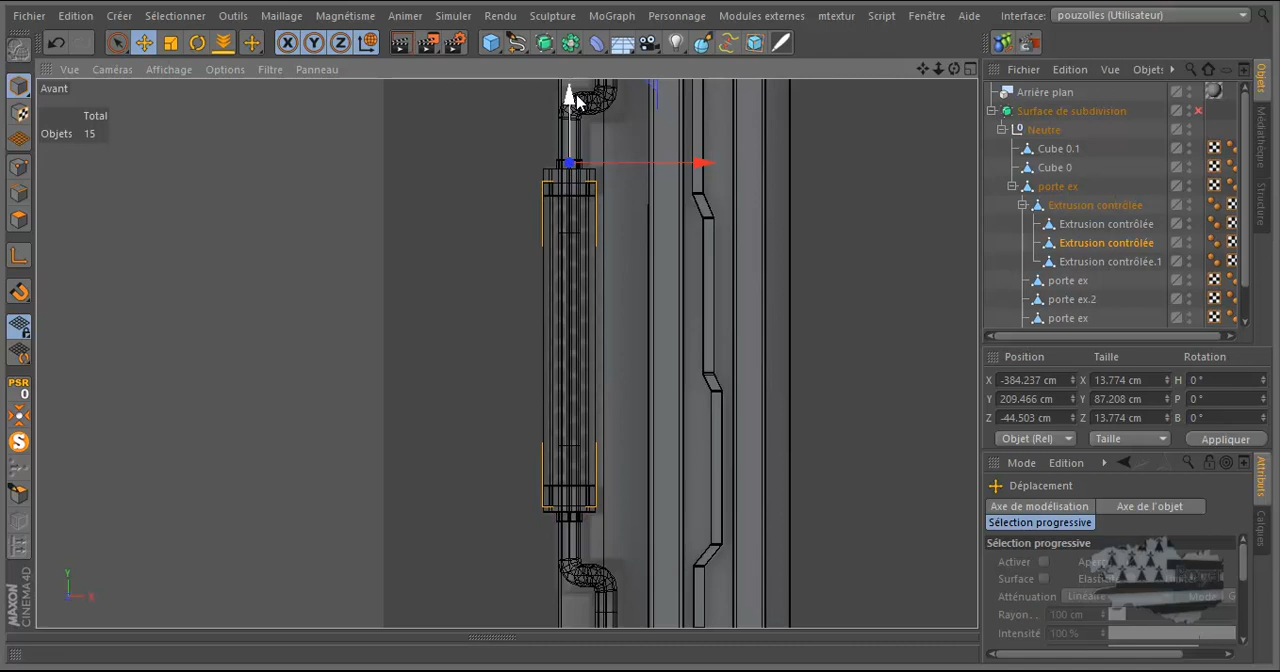 Fichier Edition Créer Sélectionner Outils Maillage Magnétisme Animer Simuler Rendu Sculpture MoGraph Personnage Modules externes mtextur Script Fenêtre Aide Interface: pouzolles (Utilisateur)
X Y Z
Vue Caméras Affichage Options Filtre Panneau
Fichier Edition Vue Objets
Avant
Total
Objets 15
Arrière plan
Surface de subdivision
Neutre
Cube 0.1
Cube 0
porte ex
Extrusion contrôlée
Extrusion contrôlée
Extrusion contrôlée
Extrusion contrôlée.1
porte ex
porte ex.2
porte ex
Objets
Médiathèque
Structure
Position Taille Rotation
X -384.237 cm X 13.774 cm H 0 °
Y 209.466 cm Y 87.208 cm P 0 °
Z -44.503 cm Z 13.774 cm B 0 °
Objet (Rel) Taille Appliquer
Mode Edition
Déplacement
Axe de modélisation Axe de l'objet
Sélection progressive
Sélection progressive
Activer
Surface
Atténuation Linéaire Mode G
Rayon 100 cm
Intensité 100 %
Attributs
Calques
PSR
0
S
Y
X
MAXON
CINEMA 4D